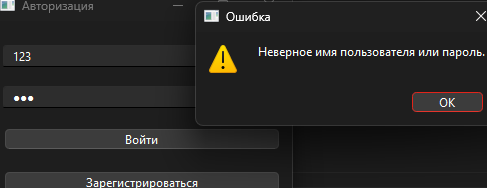 Авторизация
Ошибка
Неверное имя пользователя или пароль.
OK
123
•••
Войти
Зарегистрироваться